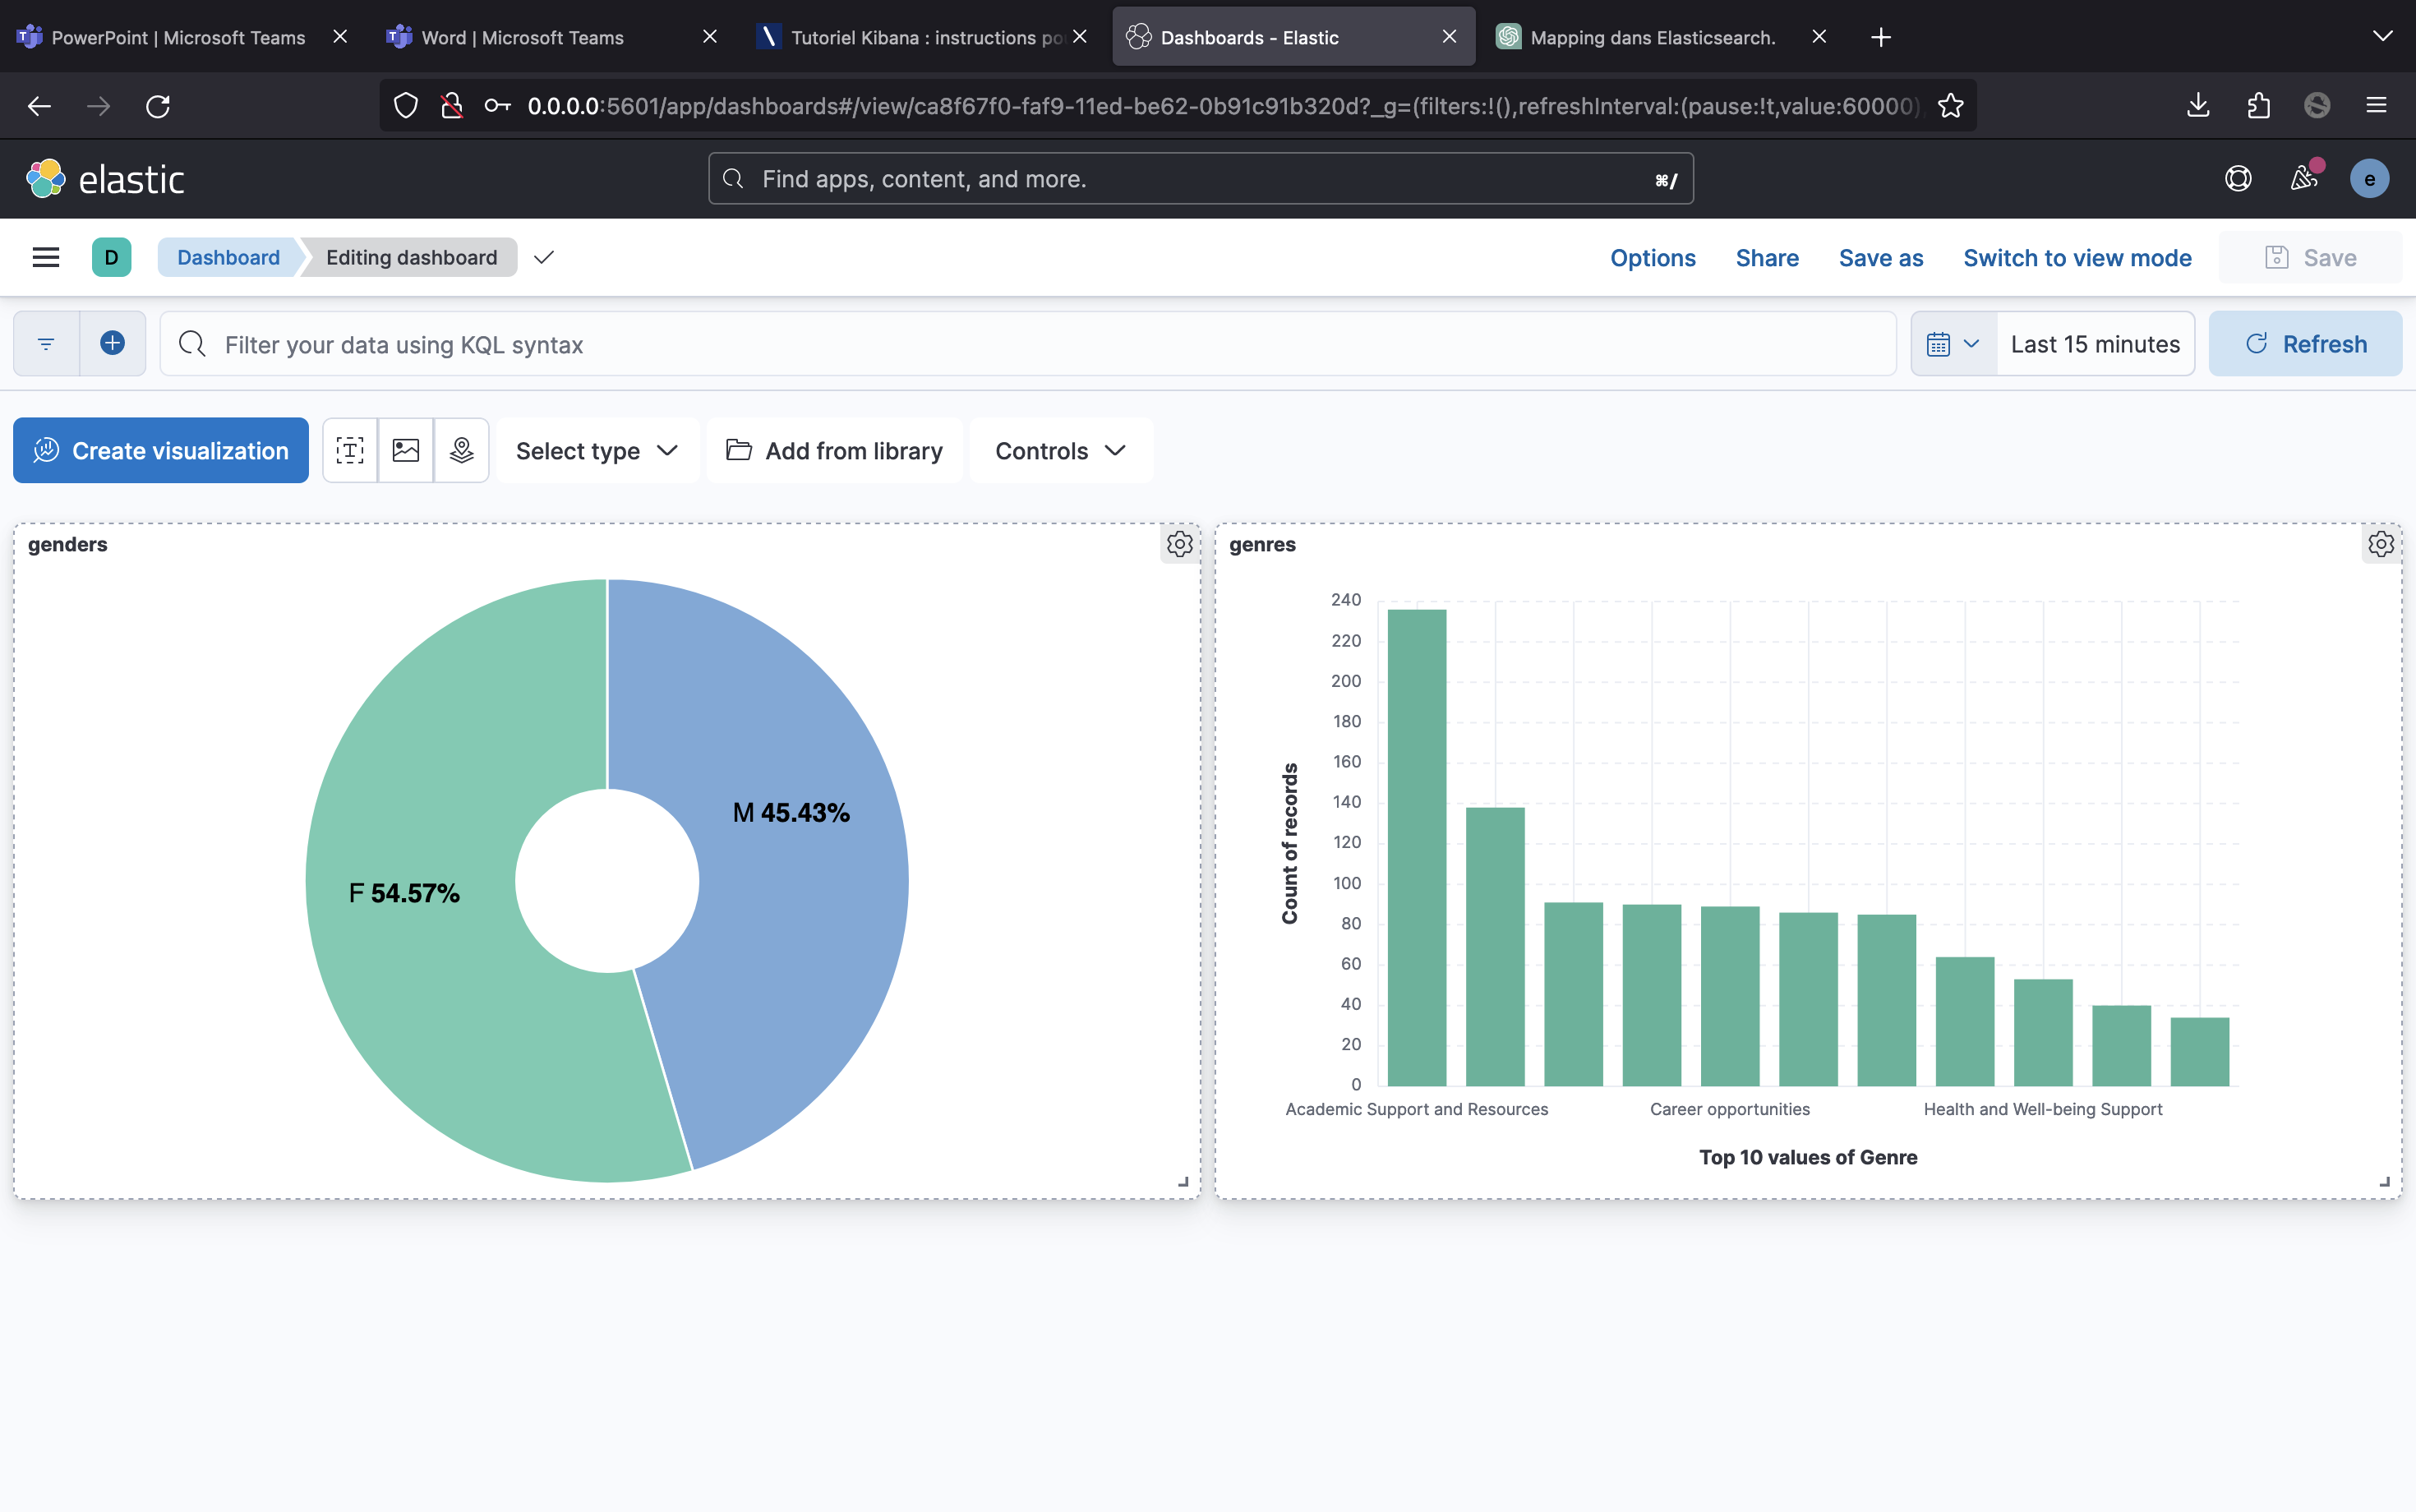 PowerPoint | Microsoft Teams
Word | Microsoft Teams
Tutoriel Kibana : instructions po
Dashboards - Elastic
Mapping dans Elasticsearch.
0.0.0.0:5601/app/dashboards#/view/ca8f67f0-faf9-11ed-be62-0b91c91b320d?_g=(filters:!(),refreshInterval:(pause:!t,value:60000)
elastic
Find apps, content, and more.
⌘/
e
D
Dashboard
Editing dashboard
Options
Share
Save as
Switch to view mode
Save
Filter your data using KQL syntax
Last 15 minutes
Refresh
Create visualization
Select type
Add from library
Controls
genders
M 45.43%
F 54.57%
genres
240
220
200
180
160
140
120
100
80
60
40
20
0
Count of records
Academic Support and Resources
Career opportunities
Health and Well-being Support
Top 10 values of Genre